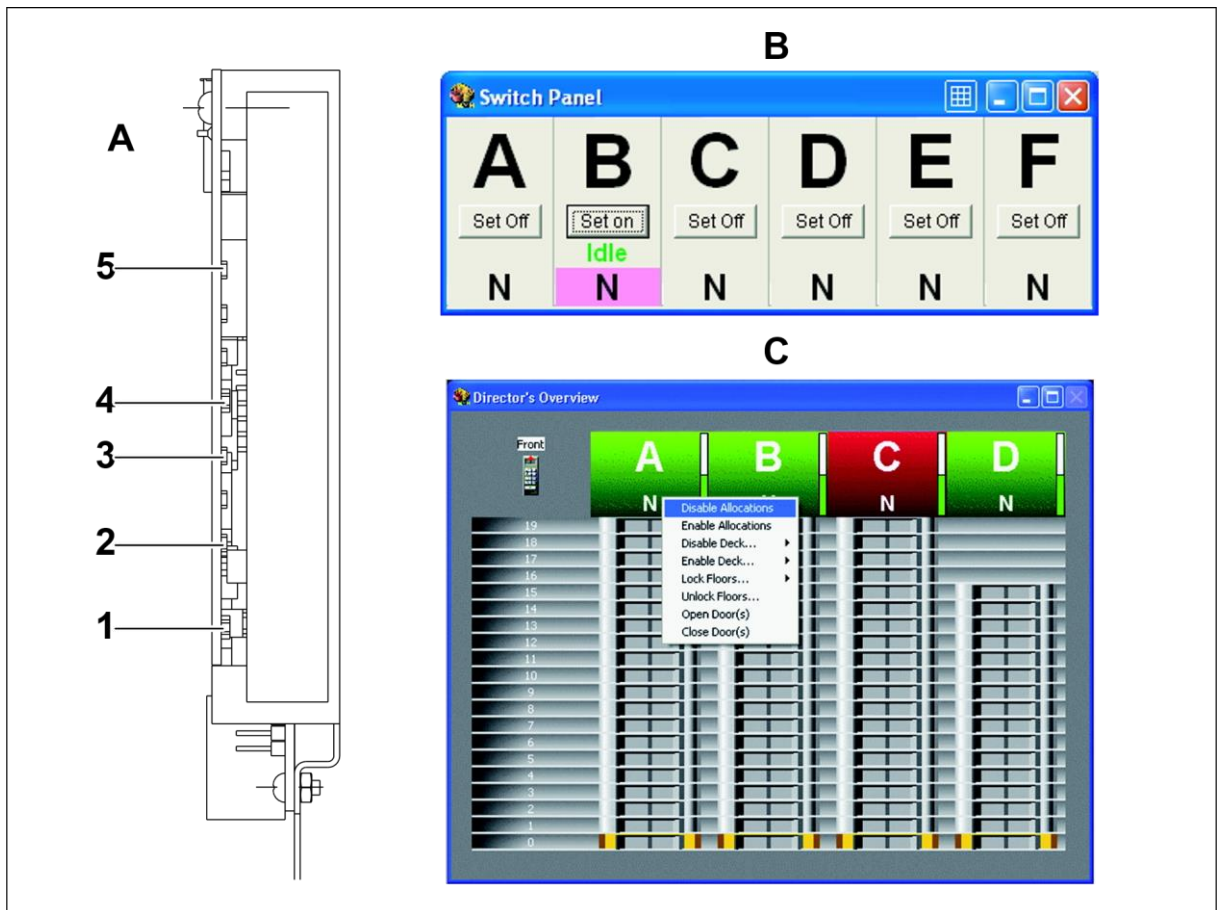 A
5
4
3
2
1
B
Switch Panel
A B C D E F
Set Off Set on Set Off Set Off Set Off Set Off
Idle
N N N N N N
C
Director's Overview
Front
A B C D
N N N
Disable Allocations
Enable Allocations
Disable Deck...
Enable Deck...
Lock Floors...
Unlock Floors...
Open Door(s)
Close Door(s)
19
18
17
16
15
14
13
12
11
10
9
8
7
6
5
4
3
2
1
0